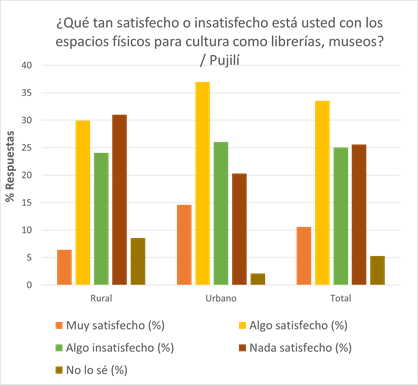 ¿Qué tan satisfecho o insatisfecho está usted con los
espacios físicos para cultura como librerías, museos?
/ Pujilí
40
35
30
25
20
15
10
5
0
% Respuestas
Rural Urbano Total
Muy satisfecho (%) Algo satisfecho (%)
Algo insatisfecho (%) Nada satisfecho (%)
No lo sé (%)